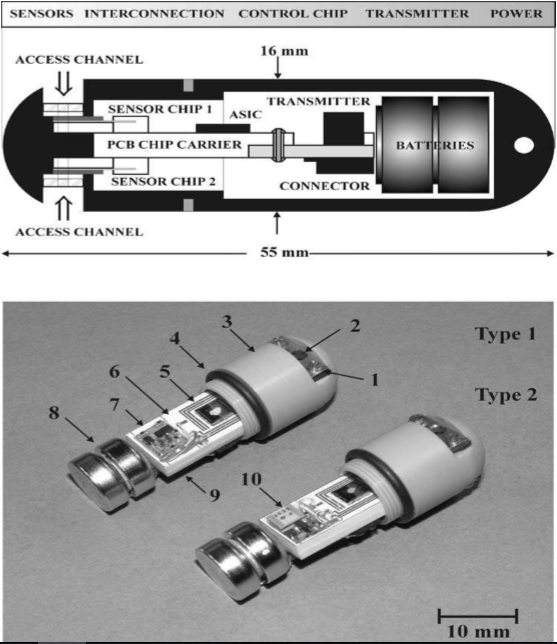 SENSORS INTERCONNECTION CONTROL CHIP TRANSMITTER POWER
ACCESS CHANNEL
16 mm
SENSOR CHIP 1
TRANSMITTER
ASIC
PCB CHIP CARRIER
BATTERIES
SENSOR CHIP 2
CONNECTOR
ACCESS CHANNEL
55 mm
Type 1
3
2
4
1
5
6
7
8
9
Type 2
10
10 mm